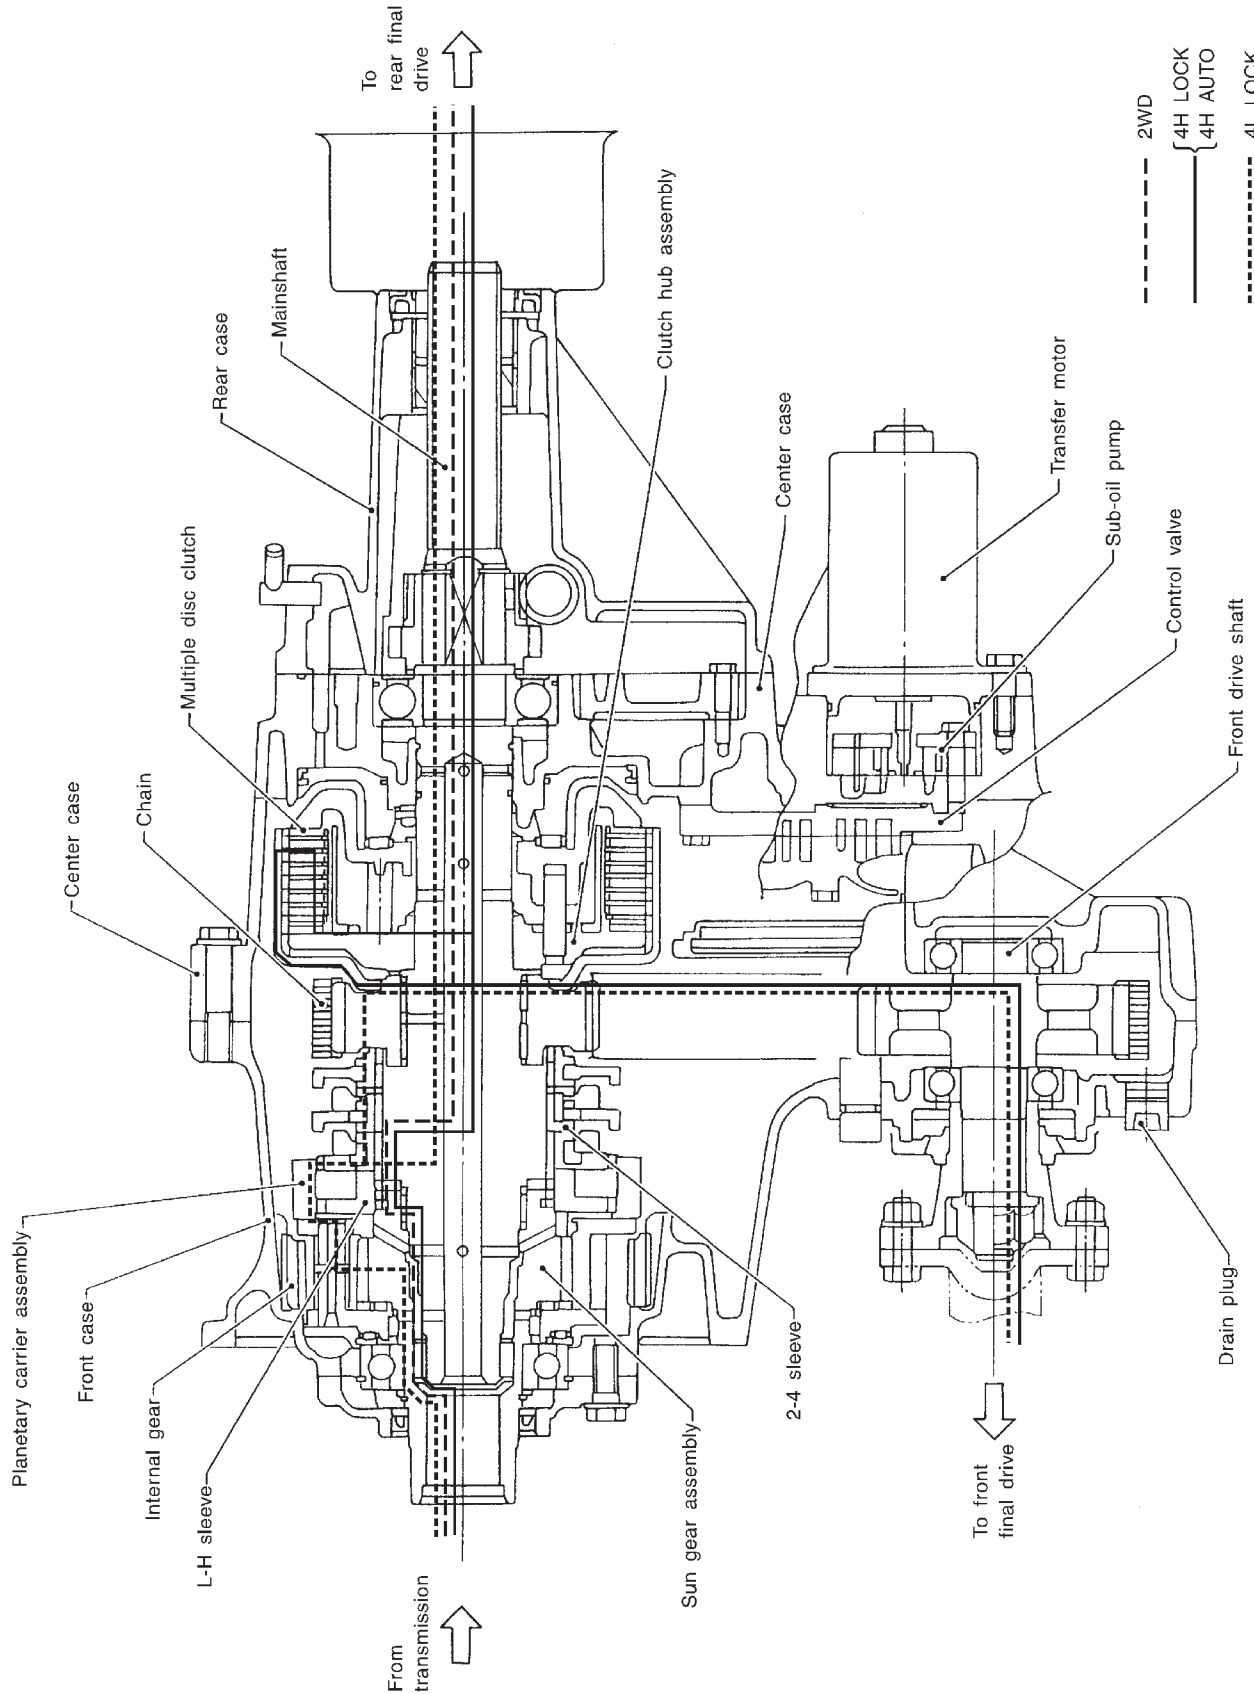 Planetary carrier assembly
Front case
Internal gear
L-H sleeve
From
transmission
Center case
Chain
Multiple disc clutch
Rear case
Mainshaft
To
rear final
drive
Clutch hub assembly
Center case
Transfer motor
Sub-oil pump
Control valve
Front drive shaft
Drain plug
2-4 sleeve
Sun gear assembly
To front
final drive
2WD
4H LOCK
4H AUTO
4L LOCK